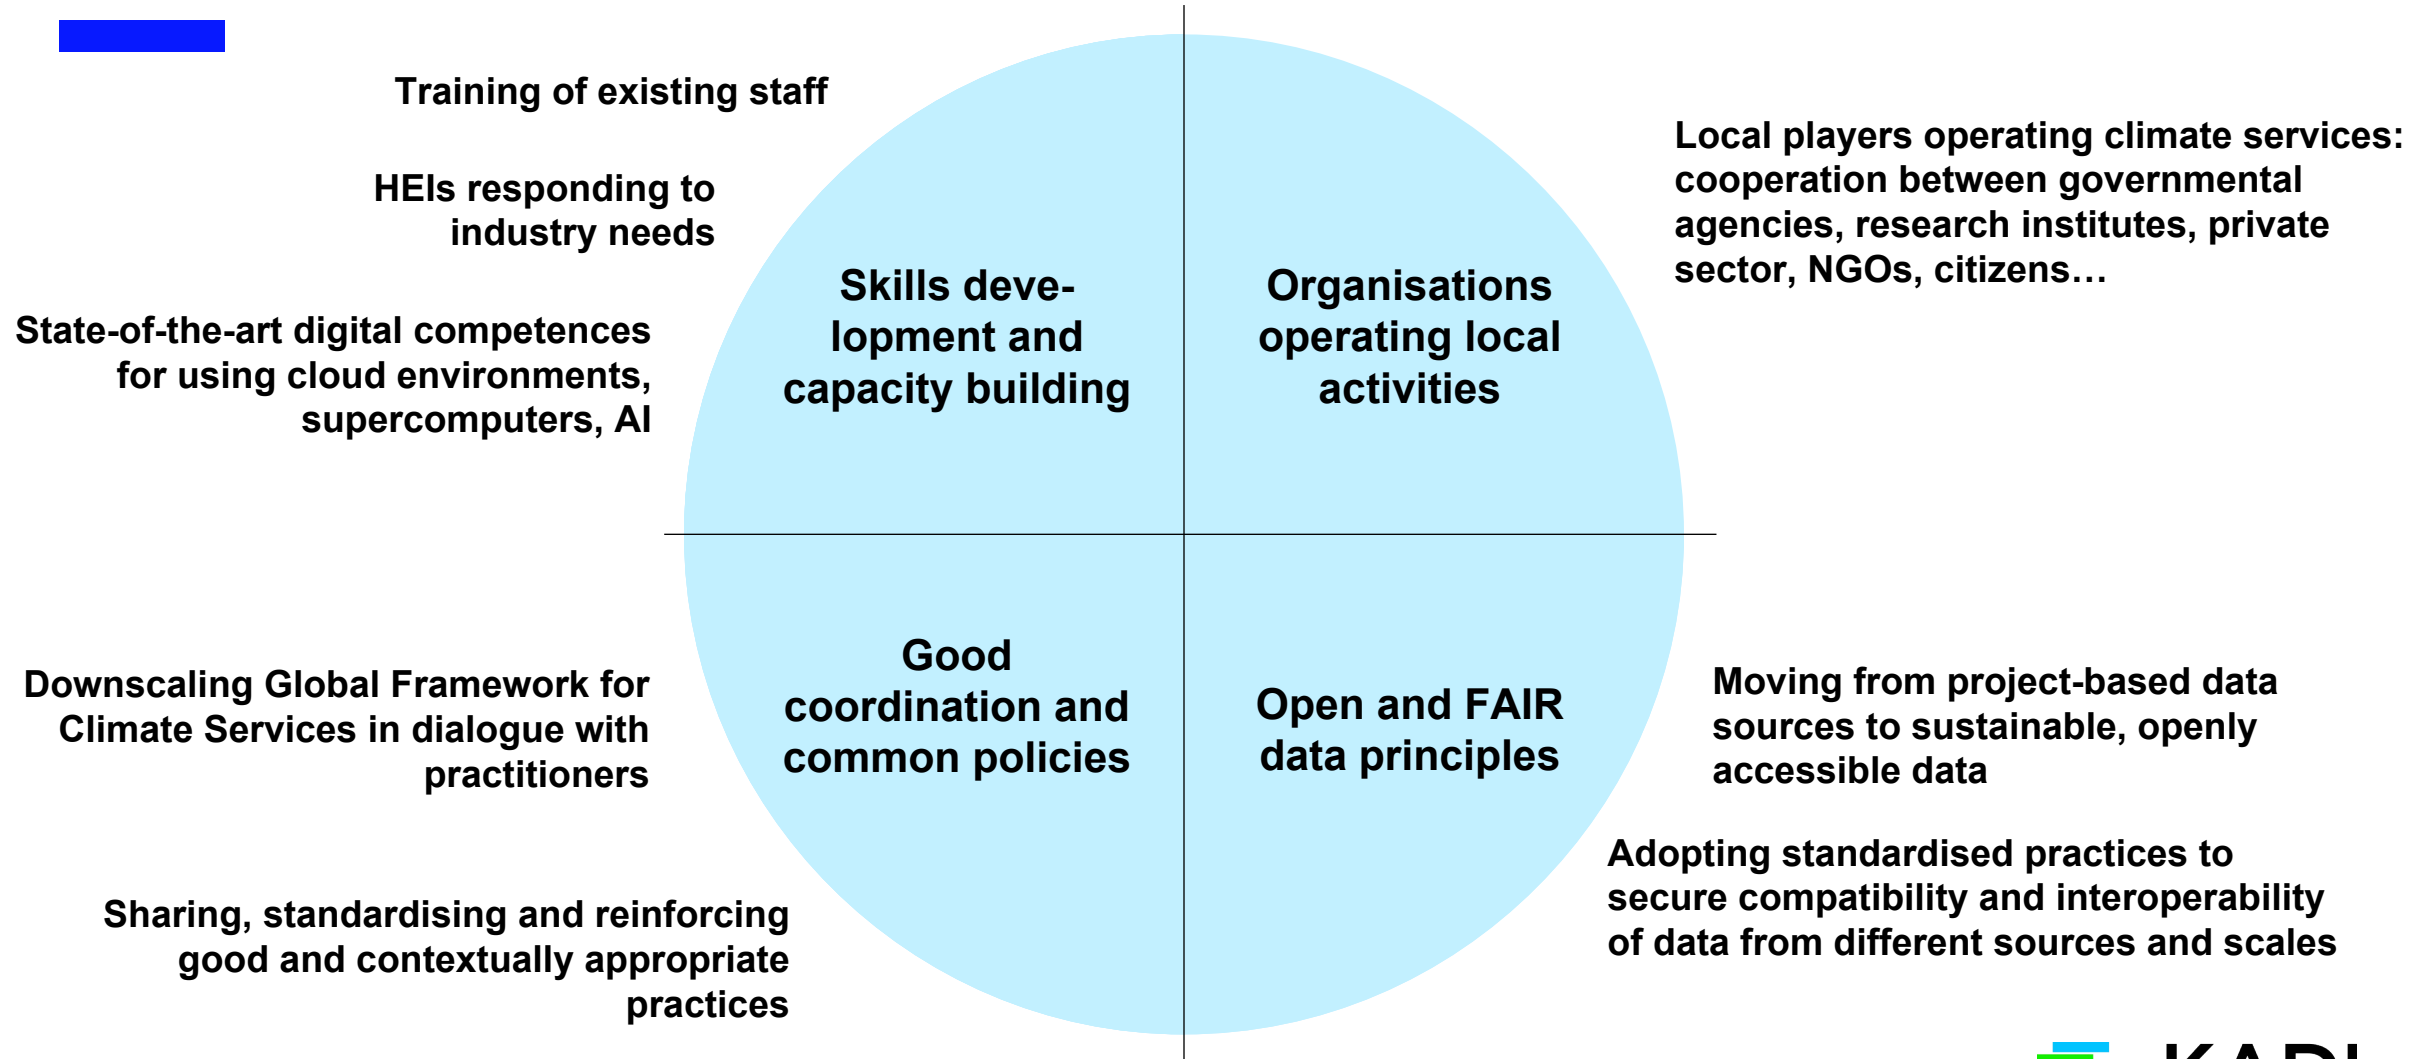 Training of existing staff
HEIs responding to
industry needs
State-of-the-art digital competences
for using cloud environments,
supercomputers, AI
Skills deve-
lopment and
capacity building
Organisations
operating local
activities
Local players operating climate services:
cooperation between governmental
agencies, research institutes, private
sector, NGOs, citizens…
Downscaling Global Framework for
Climate Services in dialogue with
practitioners
Sharing, standardising and reinforcing
good and contextually appropriate
practices
Good
coordination and
common policies
Open and FAIR
data principles
Moving from project-based data
sources to sustainable, openly
accessible data
Adopting standardised practices to
secure compatibility and interoperability
of data from different sources and scales